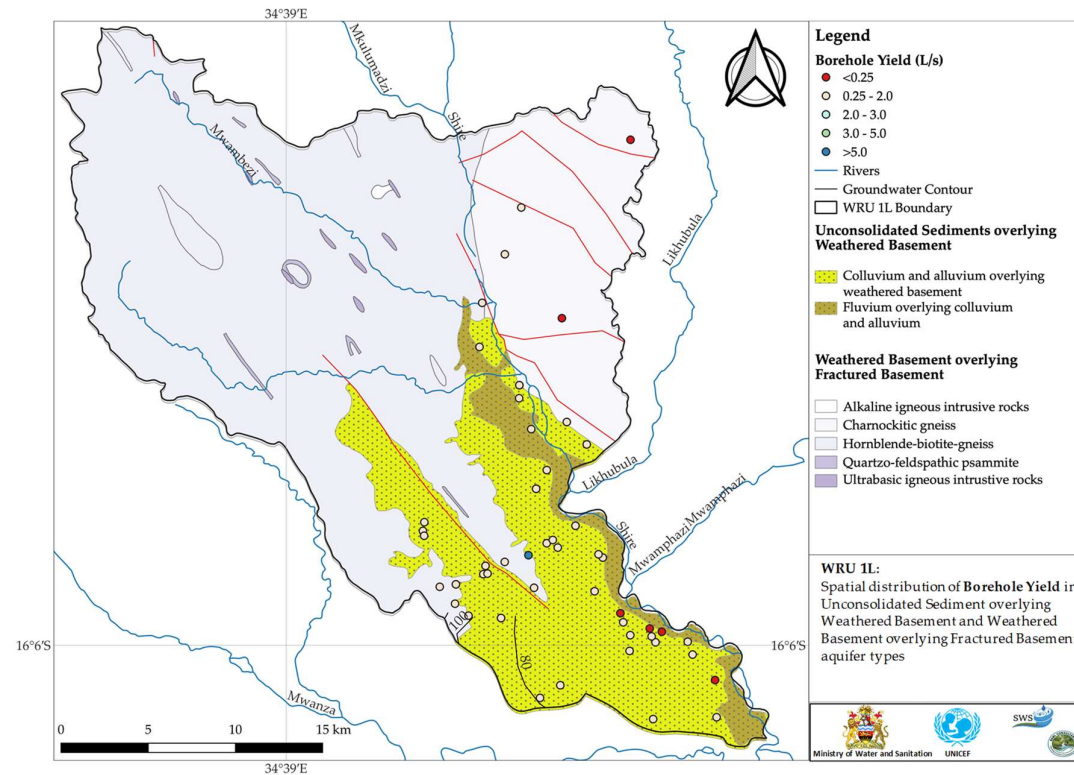 34°39'E
Mkulumadzi
Shire
Mwambezi
Likhubula
Likhubula
Shire
Mwamphazi
Mwamphazi
100
80
16°6'S
16°6'S
Mwanza
0 5 10 15 km
34°39'E
Legend
Borehole Yield (L/s)
<0.25
0.25 - 2.0
2.0 - 3.0
3.0 - 5.0
>5.0
Rivers
Groundwater Contour
WRU 1L Boundary
Unconsolidated Sediments overlying
Weathered Basement
Colluvium and alluvium overlying
weathered basement
Fluvium overlying colluvium
and alluvium
Weathered Basement overlying
Fractured Basement
Alkaline igneous intrusive rocks
Charnockitic gneiss
Hornblende-biotite-gneiss
Quartzo-feldspathic psammite
Ultrabasic igneous intrustive rocks
WRU 1L:
Spatial distribution of Borehole Yield in
Unconsolidated Sediment overlying
Weathered Basement and Weathered
Basement overlying Fractured Basement
aquifer types
Ministry of Water and Sanitation
UNICEF
SWS